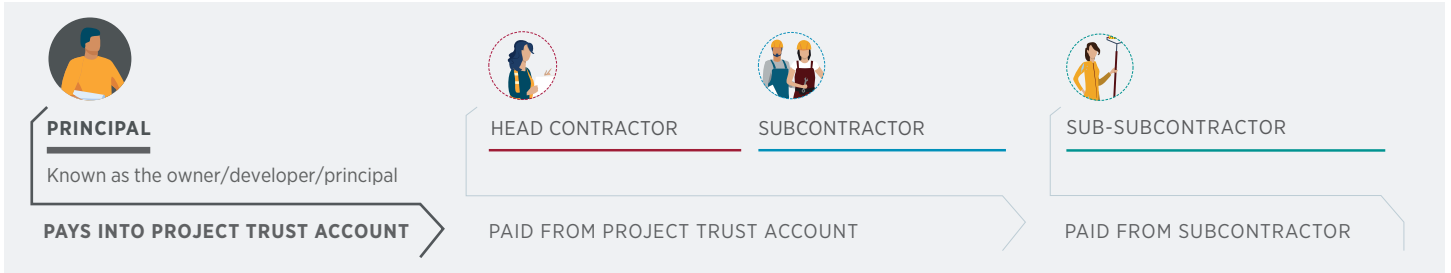 PRINCIPAL
Known as the owner/developer/principal
PAYS INTO PROJECT TRUST ACCOUNT
HEAD CONTRACTOR
SUBCONTRACTOR
PAID FROM PROJECT TRUST ACCOUNT
SUB-SUBCONTRACTOR
PAID FROM SUBCONTRACTOR